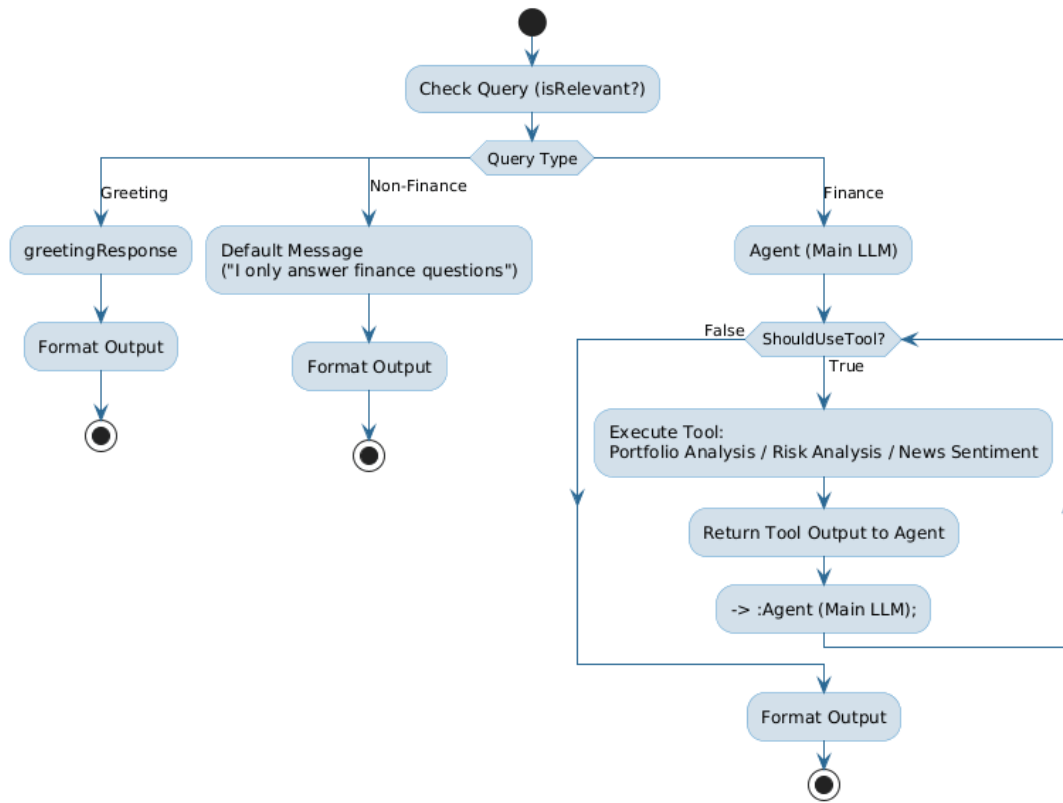 Check Query (isRelevant?)
Query Type
Greeting
Non-Finance
Finance
greetingResponse
Default Message
("I only answer finance questions")
Agent (Main LLM)
Format Output
Format Output
False
ShouldUseTool?
True
Execute Tool:
Portfolio Analysis / Risk Analysis / News Sentiment
Return Tool Output to Agent
-> :Agent (Main LLM);
Format Output